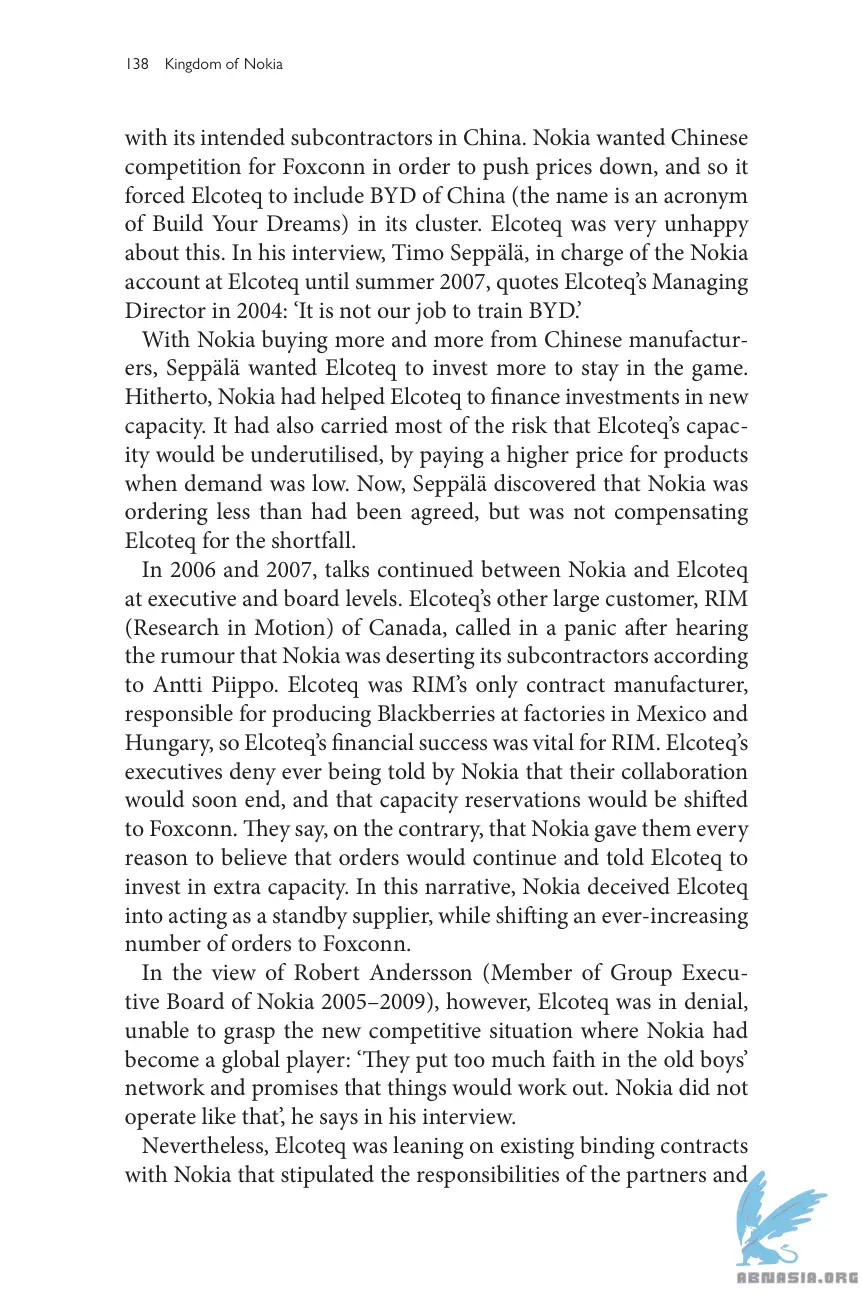 138 Kingdom of Nokia
with its intended subcontractors in China. Nokia wanted Chinese
competition for Foxconn in order to push prices down, and so it
forced Elcoteq to include BYD of China (the name is an acronym
of Build Your Dreams) in its cluster. Elcoteq was very unhappy
about this. In his interview, Timo Seppälä, in charge of the Nokia
account at Elcoteq until summer 2007, quotes Elcoteq’s Managing
Director in 2004: ‘It is not our job to train BYD.’
With Nokia buying more and more from Chinese manufactur-
ers, Seppälä wanted Elcoteq to invest more to stay in the game.
Hitherto, Nokia had helped Elcoteq to finance investments in new
capacity. It had also carried most of the risk that Elcoteq’s capac-
ity would be underutilised, by paying a higher price for products
when demand was low. Now, Seppälä discovered that Nokia was
ordering less than had been agreed, but was not compensating
Elcoteq for the shortfall.
In 2006 and 2007, talks continued between Nokia and Elcoteq
at executive and board levels. Elcoteq’s other large customer, RIM
(Research in Motion) of Canada, called in a panic after hearing
the rumour that Nokia was deserting its subcontractors according
to Antti Piippo. Elcoteq was RIM’s only contract manufacturer,
responsible for producing Blackberries at factories in Mexico and
Hungary, so Elcoteq’s financial success was vital for RIM. Elcoteq’s
executives deny ever being told by Nokia that their collaboration
would soon end, and that capacity reservations would be shifted
to Foxconn. They say, on the contrary, that Nokia gave them every
reason to believe that orders would continue and told Elcoteq to
invest in extra capacity. In this narrative, Nokia deceived Elcoteq
into acting as a standby supplier, while shifting an ever-increasing
number of orders to Foxconn.
In the view of Robert Andersson (Member of Group Execu-
tive Board of Nokia 2005–2009), however, Elcoteq was in denial,
unable to grasp the new competitive situation where Nokia had
become a global player: ‘They put too much faith in the old boys’
network and promises that things would work out. Nokia did not
operate like that’, he says in his interview.
Nevertheless, Elcoteq was leaning on existing binding contracts
with Nokia that stipulated the responsibilities of the partners and
ABNASIA.ORG